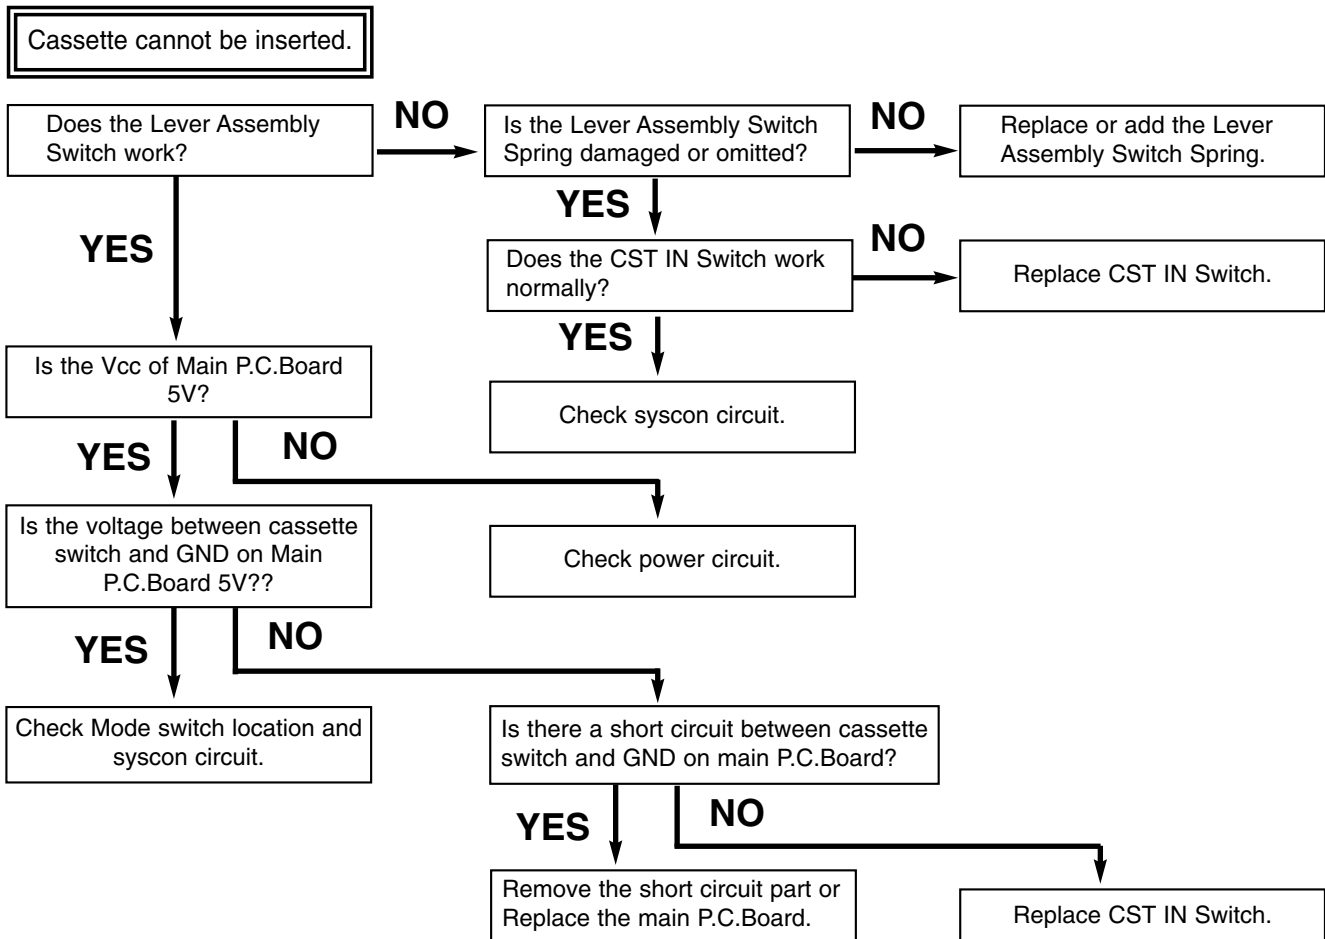 Cassette cannot be inserted.
Does the Lever Assembly
Switch work?
NO
Is the Lever Assembly Switch
Spring damaged or omitted?
NO
Replace or add the Lever
Assembly Switch Spring.
YES
YES
Does the CST IN Switch work
normally?
NO
Replace CST IN Switch.
YES
Is the Vcc of Main P.C.Board
5V?
Check syscon circuit.
YES
NO
Is the voltage between cassette
switch and GND on Main
P.C.Board 5V??
Check power circuit.
YES
NO
Check Mode switch location and
syscon circuit.
Is there a short circuit between cassette
switch and GND on main P.C.Board?
YES
NO
Remove the short circuit part or
Replace the main P.C.Board.
Replace CST IN Switch.